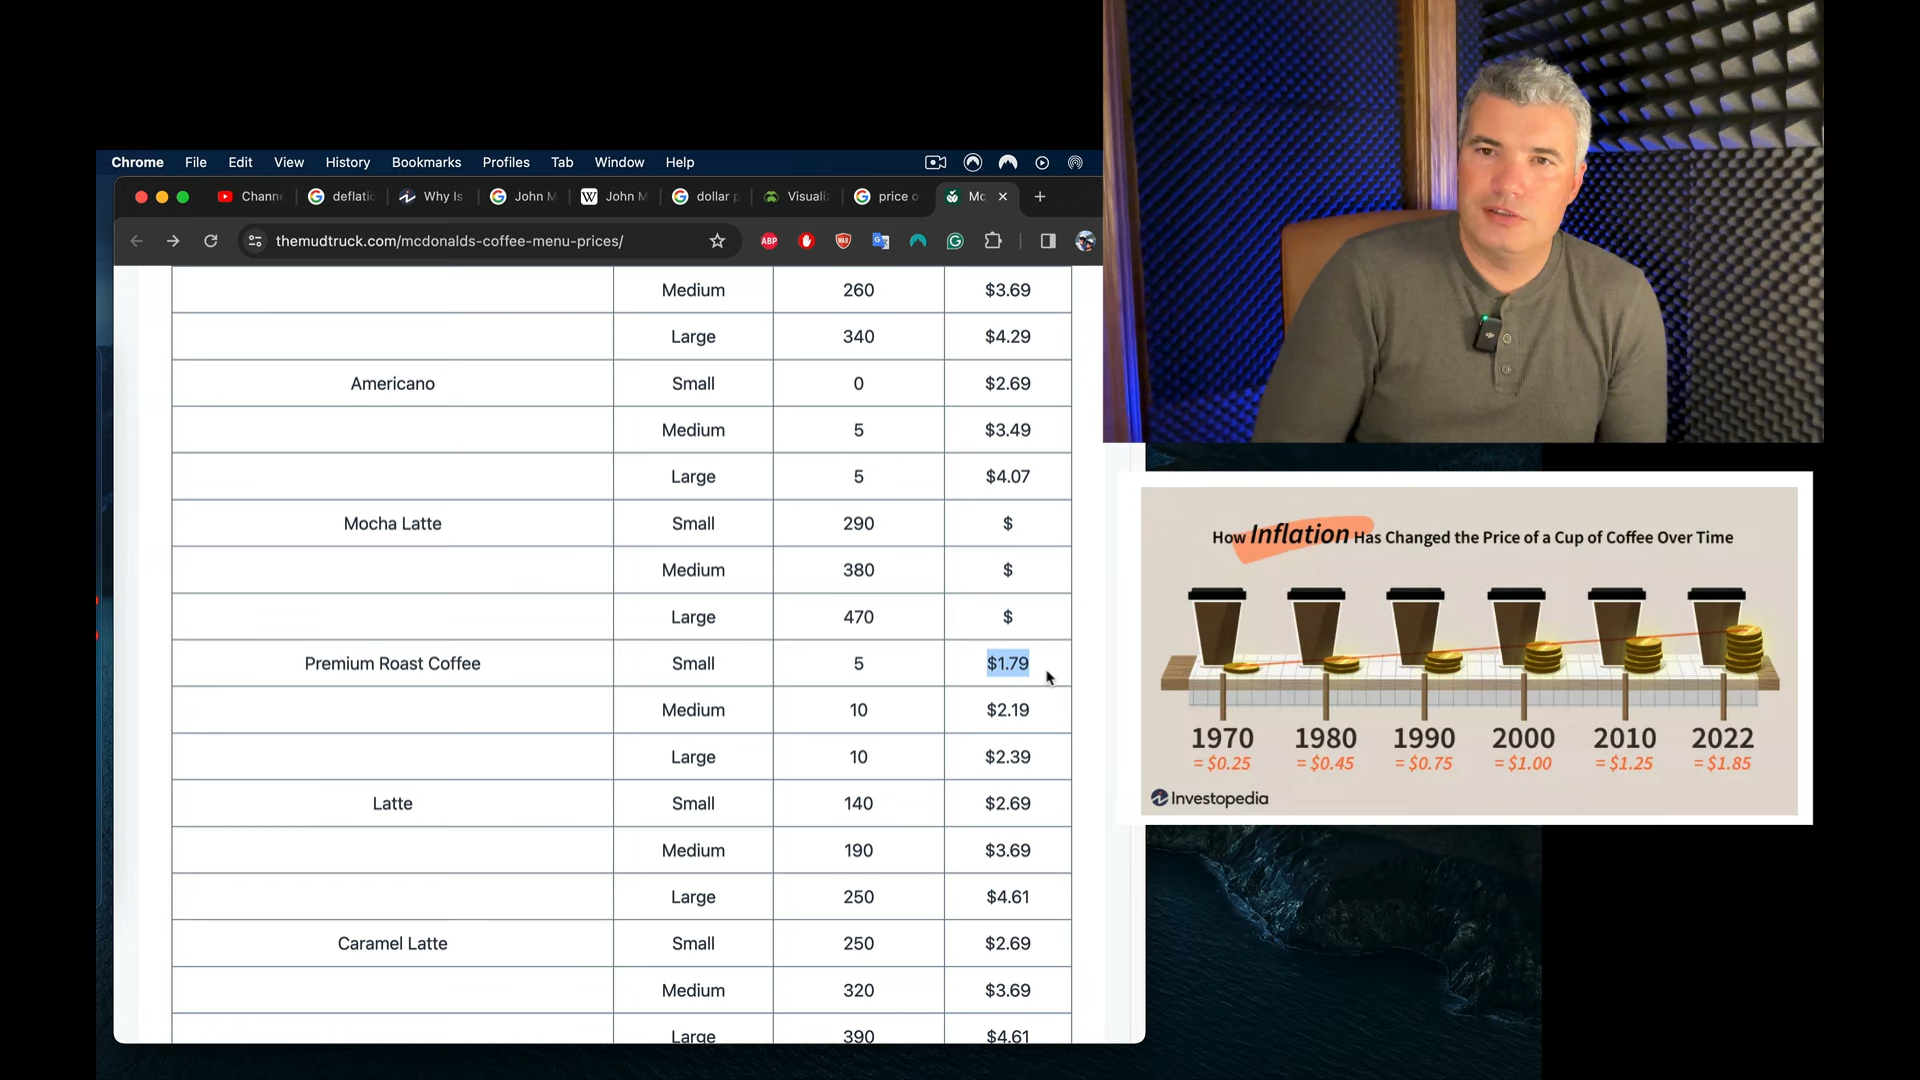 Chrome File Edit View History Bookmarks Profiles Tab Window Help
Chann deflatio Why Is John M John M dollar p Visualiz price o Mc
themudtruck.com/mcdonalds-coffee-menu-prices/
ABP
Medium 260 $3.69
Large 340 $4.29
Americano Small 0 $2.69
Medium 5 $3.49
Large 5 $4.07
Mocha Latte Small 290 $
Medium 380 $
Large 470 $
Premium Roast Coffee Small 5 $1.79
Medium 10 $2.19
Large 10 $2.39
Latte Small 140 $2.69
Medium 190 $3.69
Large 250 $4.61
Caramel Latte Small 250 $2.69
Medium 320 $3.69
Large 390 $4.61
How Inflation Has Changed the Price of a Cup of Coffee Over Time
1970 1980 1990 2000 2010 2022
= $0.25 = $0.45 = $0.75 = $1.00 = $1.25 = $1.85
Investopedia